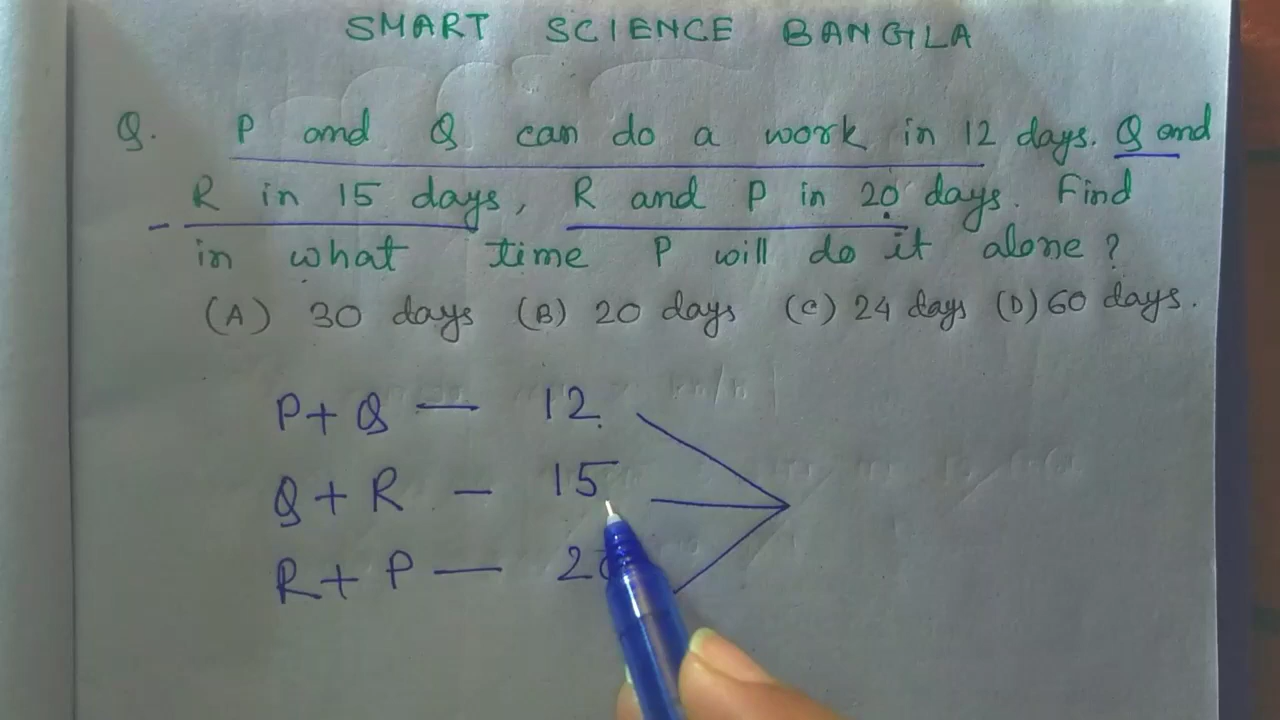 SMART SCIENCE BANGLA
Q. P and Q can do a work in 12 days. Q and
R in 15 days, R and P in 20 days. Find
in what time P will do it alone?
(A) 30 days (B) 20 days (C) 24 days (D) 60 days.
P+Q — 12
Q+R - 15
R+P — 20